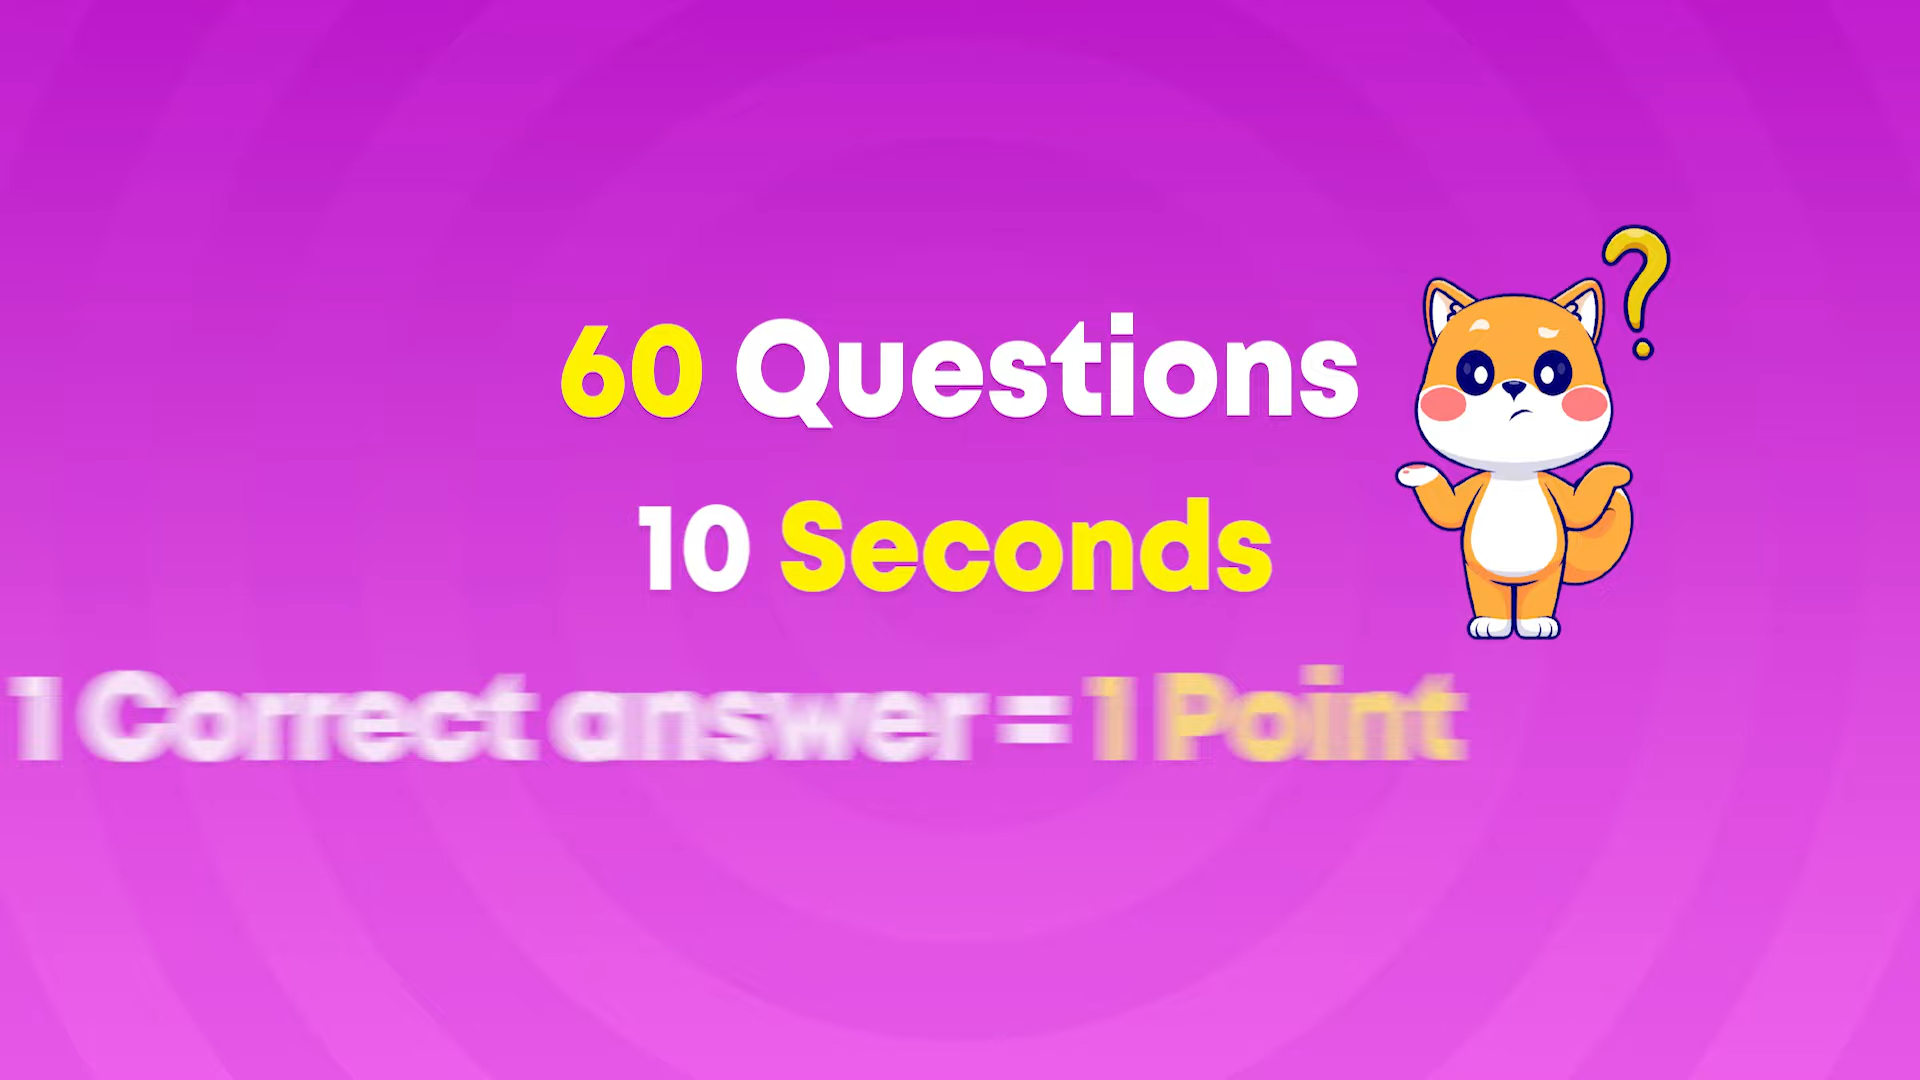 60 Questions
10 Seconds
1 Correct answer = 1 Point
?